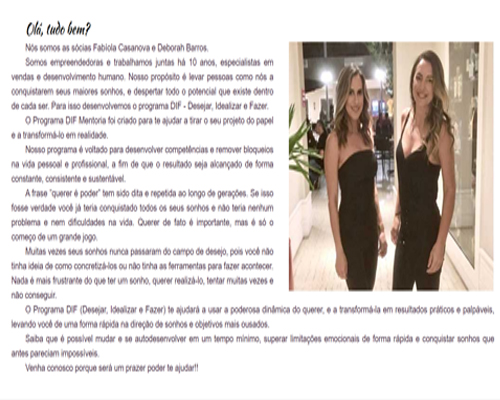 Olá, tudo bem?
Nós somos as sócias Fabíola Casanova e Deborah Barros.
Somos empreendedoras e trabalhamos juntas há 10 anos, especialistas em
vendas e desenvolvimento humano. Nosso propósito é levar pessoas como nós a
conquistarem seus maiores sonhos, e despertar todo o potencial que existe dentro
de cada ser. Para isso desenvolvemos o programa DIF - Desejar, Idealizar e Fazer.
O Programa DIF Mentoria foi criado para te ajudar a tirar o seu projeto do papel
e a transformá-lo em realidade.
Nosso programa é voltado para desenvolver competências e remover bloqueios
na vida pessoal e profissional, a fim de que o resultado seja alcançado de forma
constante, consistente e sustentável.
A frase “querer é poder” tem sido dita e repetida ao longo de gerações. Se isso
fosse verdade você já teria conquistado todos os seus sonhos e não teria nenhum
problema e nem dificuldades na vida. Querer de fato é importante, mas é só o
começo de um grande jogo.
Muitas vezes seus sonhos nunca passaram do campo de desejo, pois você não
tinha ideia de como concretizá-los ou não tinha as ferramentas para fazer acontecer.
Nada é mais frustrante do que ter um sonho, querer realizá-lo, tentar muitas vezes e
não conseguir.
O Programa DIF (Desejar, Idealizar e Fazer) te ajudará a usar a poderosa dinâmica do querer, e a transformá-la em resultados práticos e palpáveis,
levando você de uma forma rápida na direção de sonhos e objetivos mais ousados.
Saiba que é possível mudar e se autodesenvolver em um tempo mínimo, superar limitações emocionais de forma rápida e conquistar sonhos que
antes pareciam impossíveis.
Venha conosco porque será um prazer poder te ajudar!!